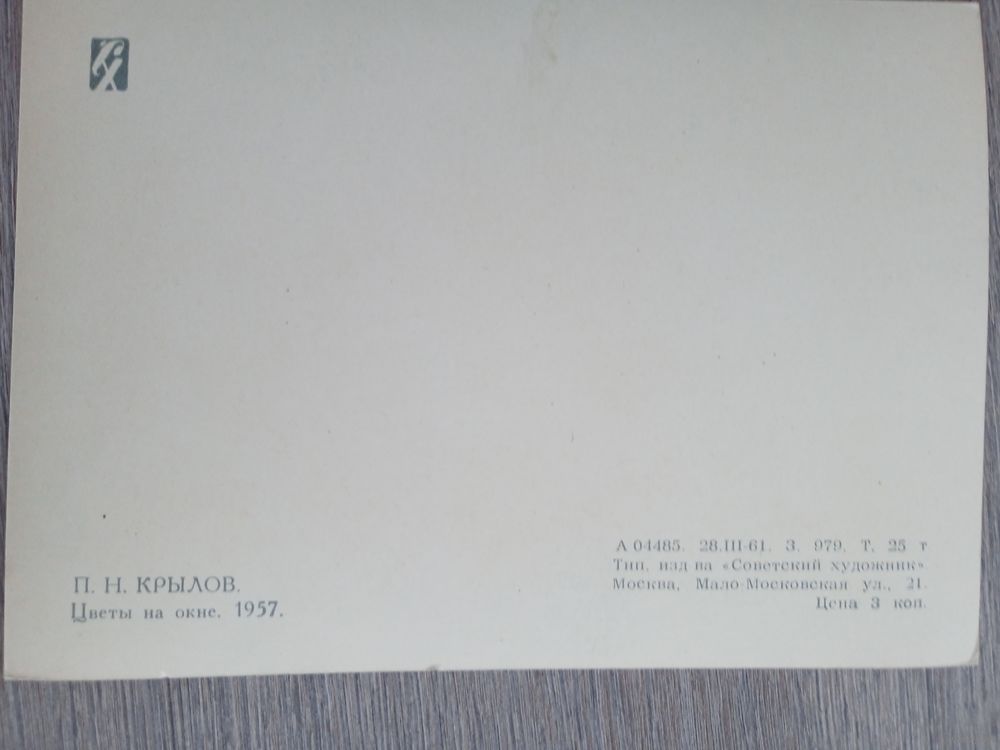 СХ
П. Н. КРЫЛОВ.
Цветы на окне. 1957.
А 04485. 28.III-61. З. 979. Т. 25 т
Тип. изд-ва «Советский художник»
Москва, Мало-Московская ул., 21.
Цена 3 коп.